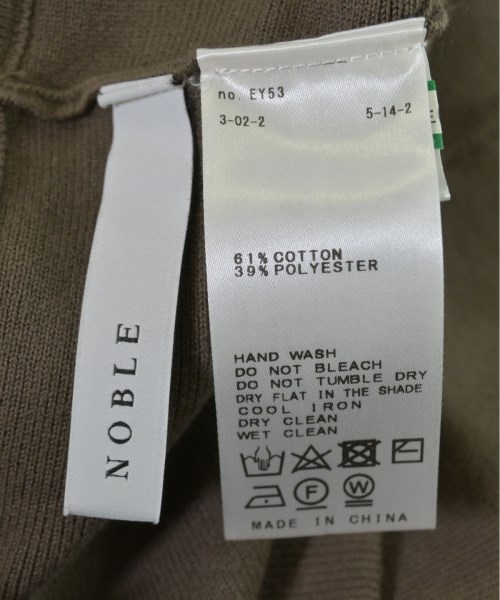 NOBLE
no. EY53
3-02-2 5-14-2
61% COTTON
39% POLYESTER
HAND WASH
DO NOT BLEACH
DO NOT TUMBLE DRY
DRY FLAT IN THE SHADE
COOL IRON
DRY CLEAN
WET CLEAN
F W
MADE IN CHINA
E